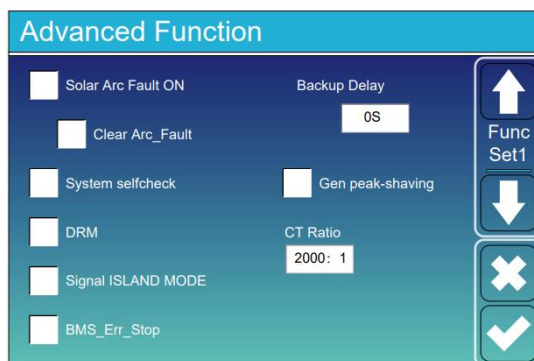 Advanced Function
Solar Arc Fault ON
Clear Arc_Fault
System selfcheck
DRM
Signal ISLAND MODE
BMS_Err_Stop
Backup Delay
0S
Gen peak-shaving
CT Ratio
2000: 1
Func
Set1